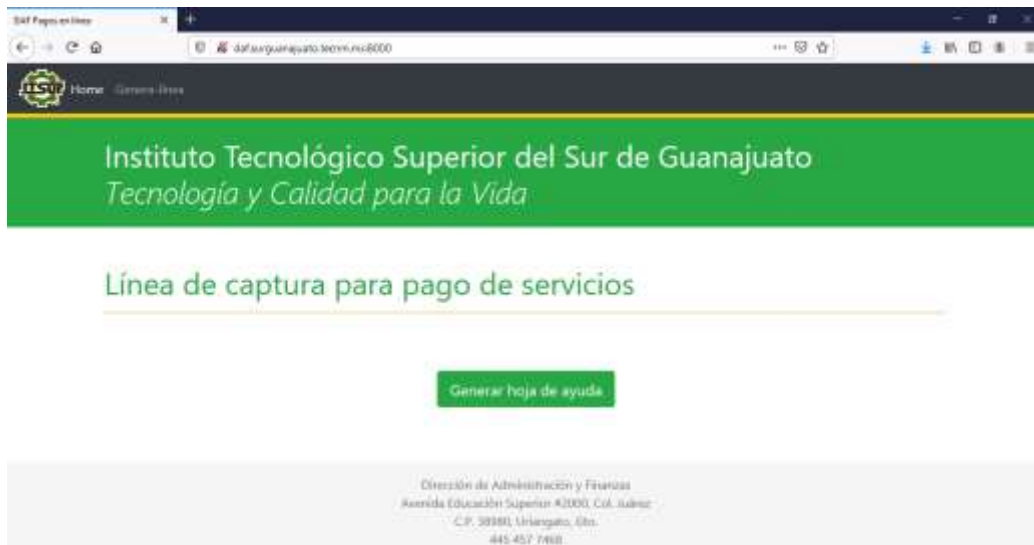 DAF Pagos en línea
daf.surguanajuato.tecnm.mx:8000
ITSUR Home Genera línea
Instituto Tecnológico Superior del Sur de Guanajuato
Tecnología y Calidad para la Vida
Línea de captura para pago de servicios
Generar hoja de ayuda
Dirección de Administración y Finanzas
Avenida Educación Superior #2000, Col. Juárez
C.P. 38980, Uriangato, Gto.
445 457 7468